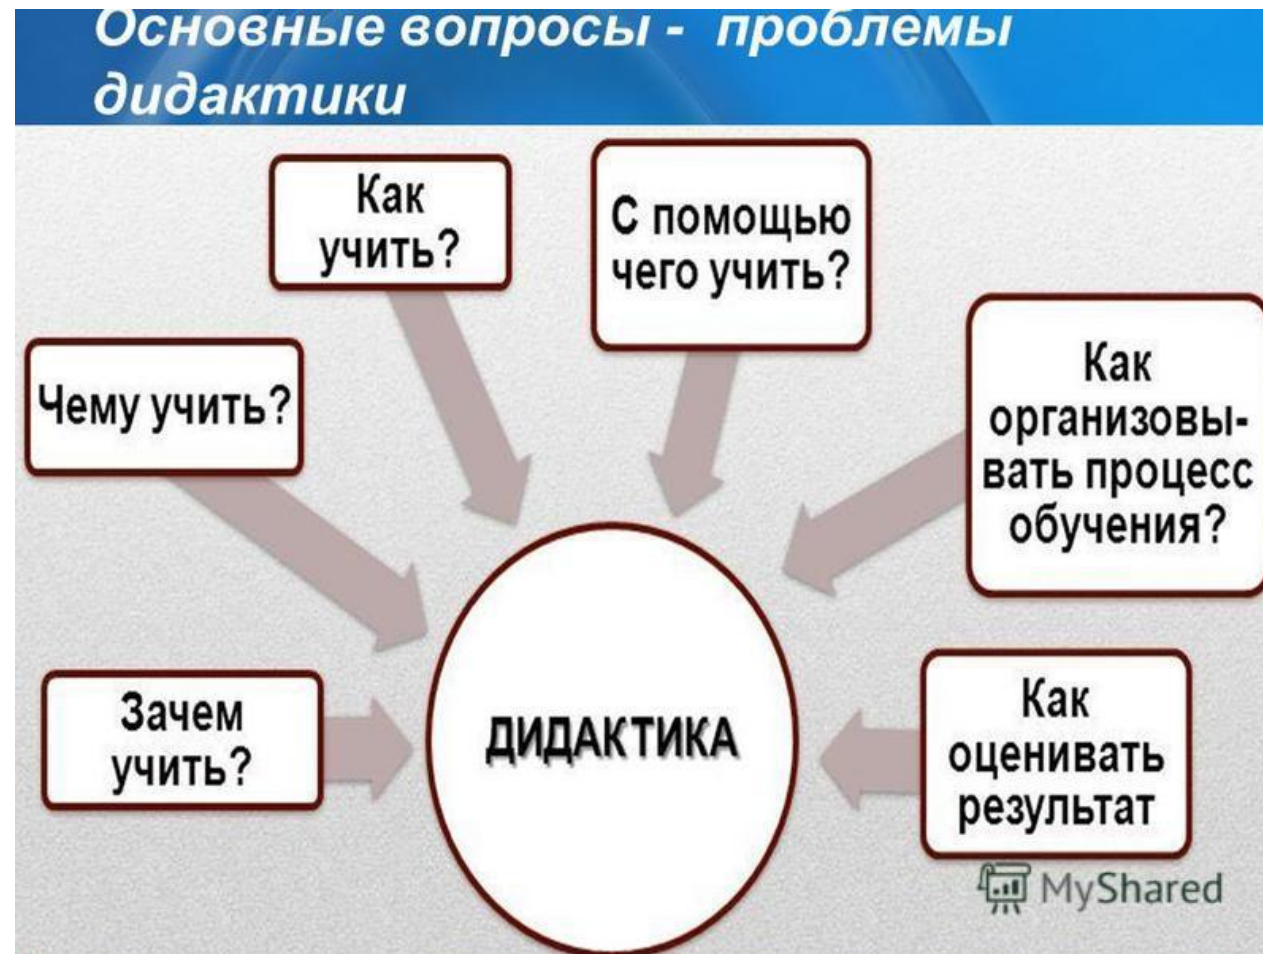 Основные вопросы - проблемы
дидактики
Как
учить?
С помощью
чего учить?
Чему учить?
Как
организовы-
вать процесс
обучения?
Зачем
учить?
ДИДАКТИКА
Как
оценивать
результат
MyShared